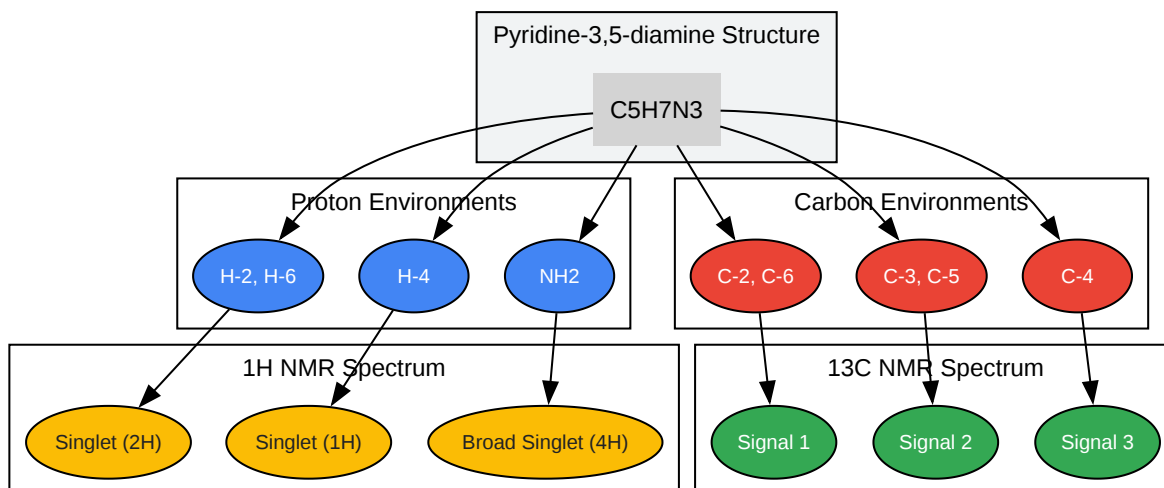 Pyridine-3,5-diamine Structure
C5H7N3
Proton Environments
Carbon Environments
H-2, H-6
H-4
NH2
C-2, C-6
C-3, C-5
C-4
1H NMR Spectrum
13C NMR Spectrum
Singlet (2H)
Singlet (1H)
Broad Singlet (4H)
Signal 1
Signal 2
Signal 3